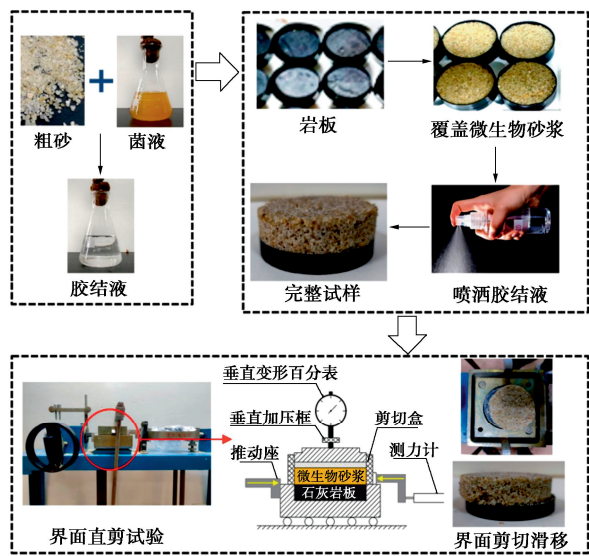 粗砂
菌液
胶结液
岩板
覆盖微生物砂浆
完整试样
喷洒胶结液
垂直变形百分表
垂直加压框
剪切盒
推动座
测力计
微生物砂浆
石灰岩板
界面直剪试验
界面剪切滑移